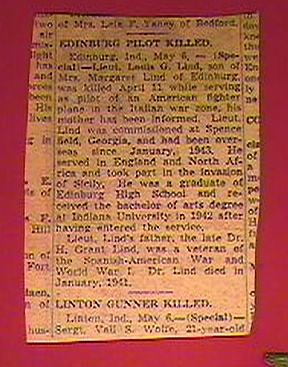 two of Mrs. Lela F. Yaney of Bedford.
EDINBURG PILOT KILLED.
Edinburg, Ind., May 6, — (Spe-
cial)—Lieut. Louis G. Lind, son of
Mrs. Margaret Lind of Edinburg,
was killed April 11 while serving
as pilot of an American fighter
plane in the Italian war zone, his
mother has been informed. Lieut.
Lind was commissioned at Spence
field, Georgia, and had been over-
seas since January, 1943. He
served in England and North Af-
rica and took part in the invasion
of Sicily. He was a graduate of
Edinburg High School and re-
ceived the bachelor of arts degree
at Indiana University in 1942 after
having entered the service.
Lieut. Lind's father, the late Dr.
H. Grant Lind, was a veteran of
the Spanish-American War and
World War I. Dr. Lind died in
January, 1941.
LINTON GUNNER KILLED.
Linton, Ind., May 6.—(Special)—
Sergt. Vail S. Wolfe, 21-year-old